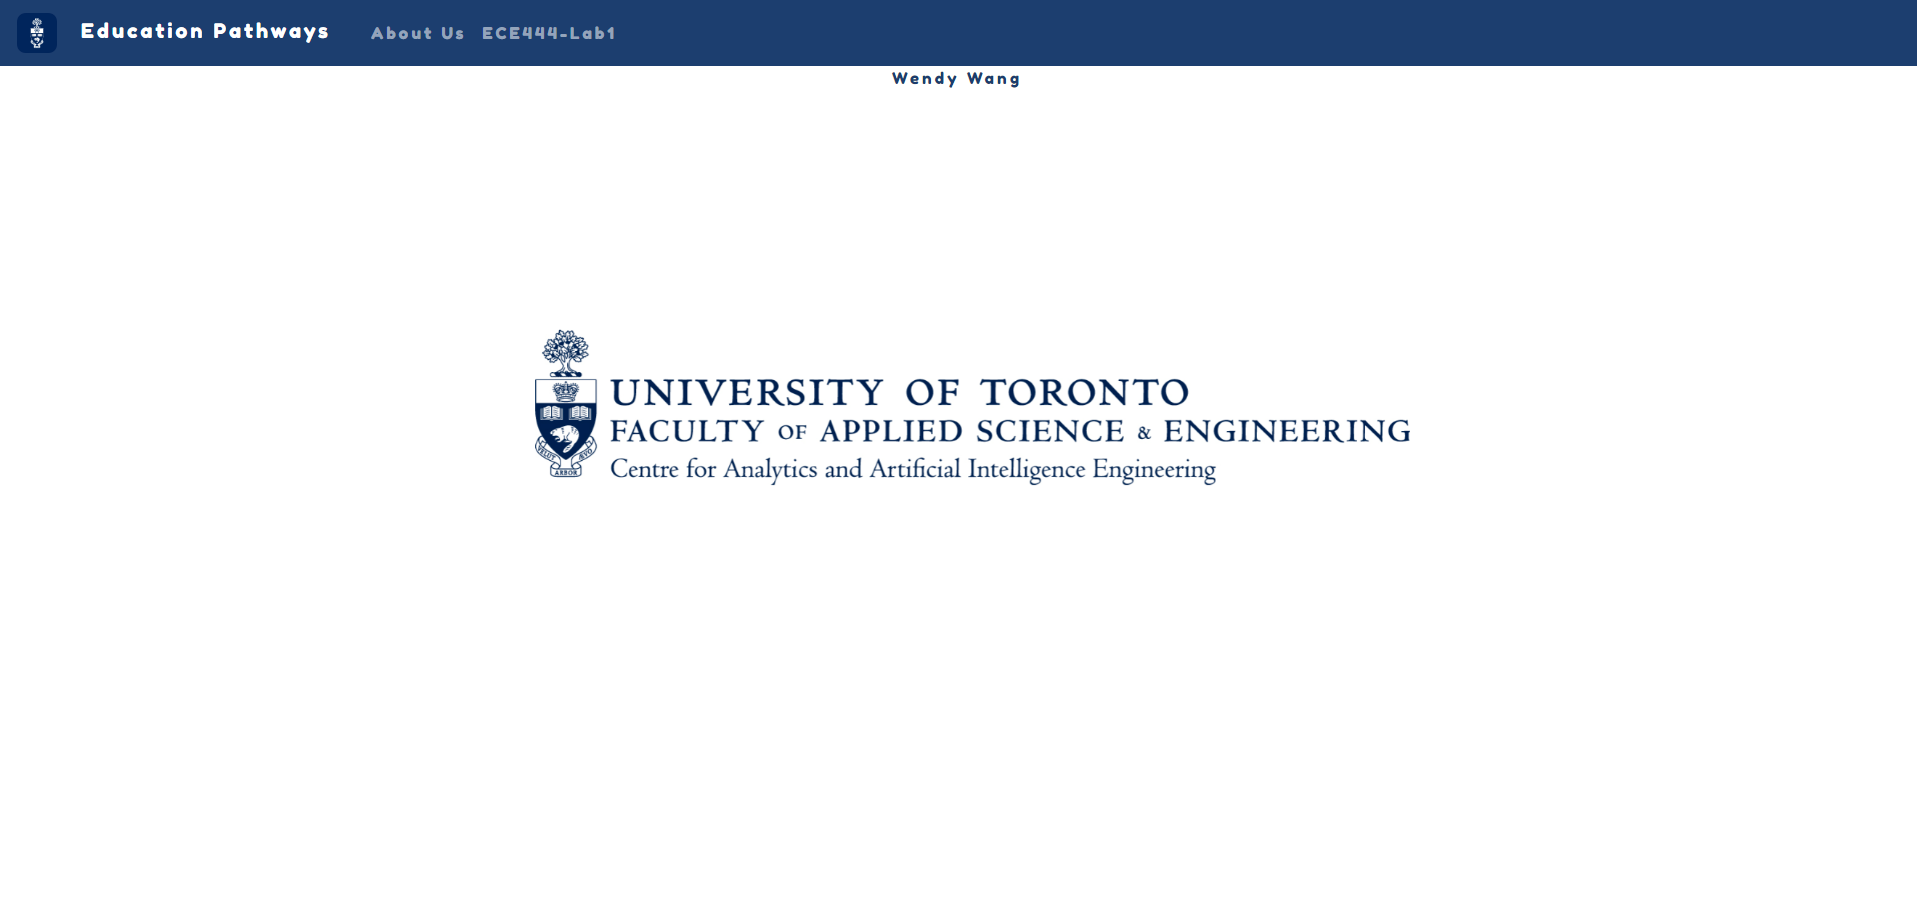 Education Pathways
About Us
ECE444-Lab1
Wendy Wang
UNIVERSITY OF TORONTO
FACULTY OF APPLIED SCIENCE & ENGINEERING
Centre for Analytics and Artificial Intelligence Engineering
VELUT
ARBOR
ÆVO